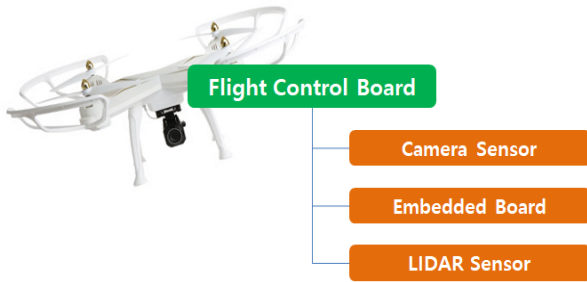 Flight Control Board
Camera Sensor
Embedded Board
LIDAR Sensor